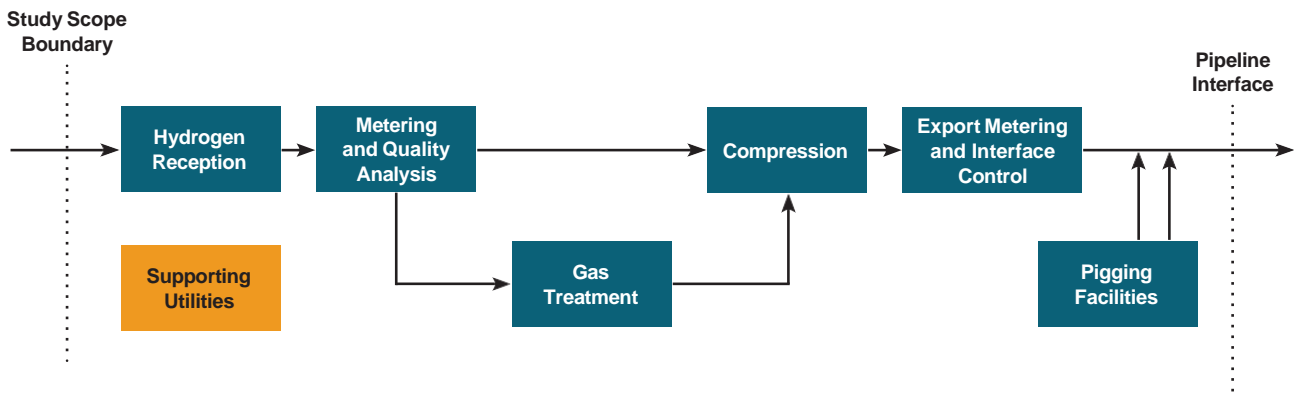 Study Scope
Boundary
Pipeline
Interface
Hydrogen
Reception
Metering
and Quality
Analysis
Compression
Export Metering
and Interface
Control
Supporting
Utilities
Gas
Treatment
Pigging
Facilities